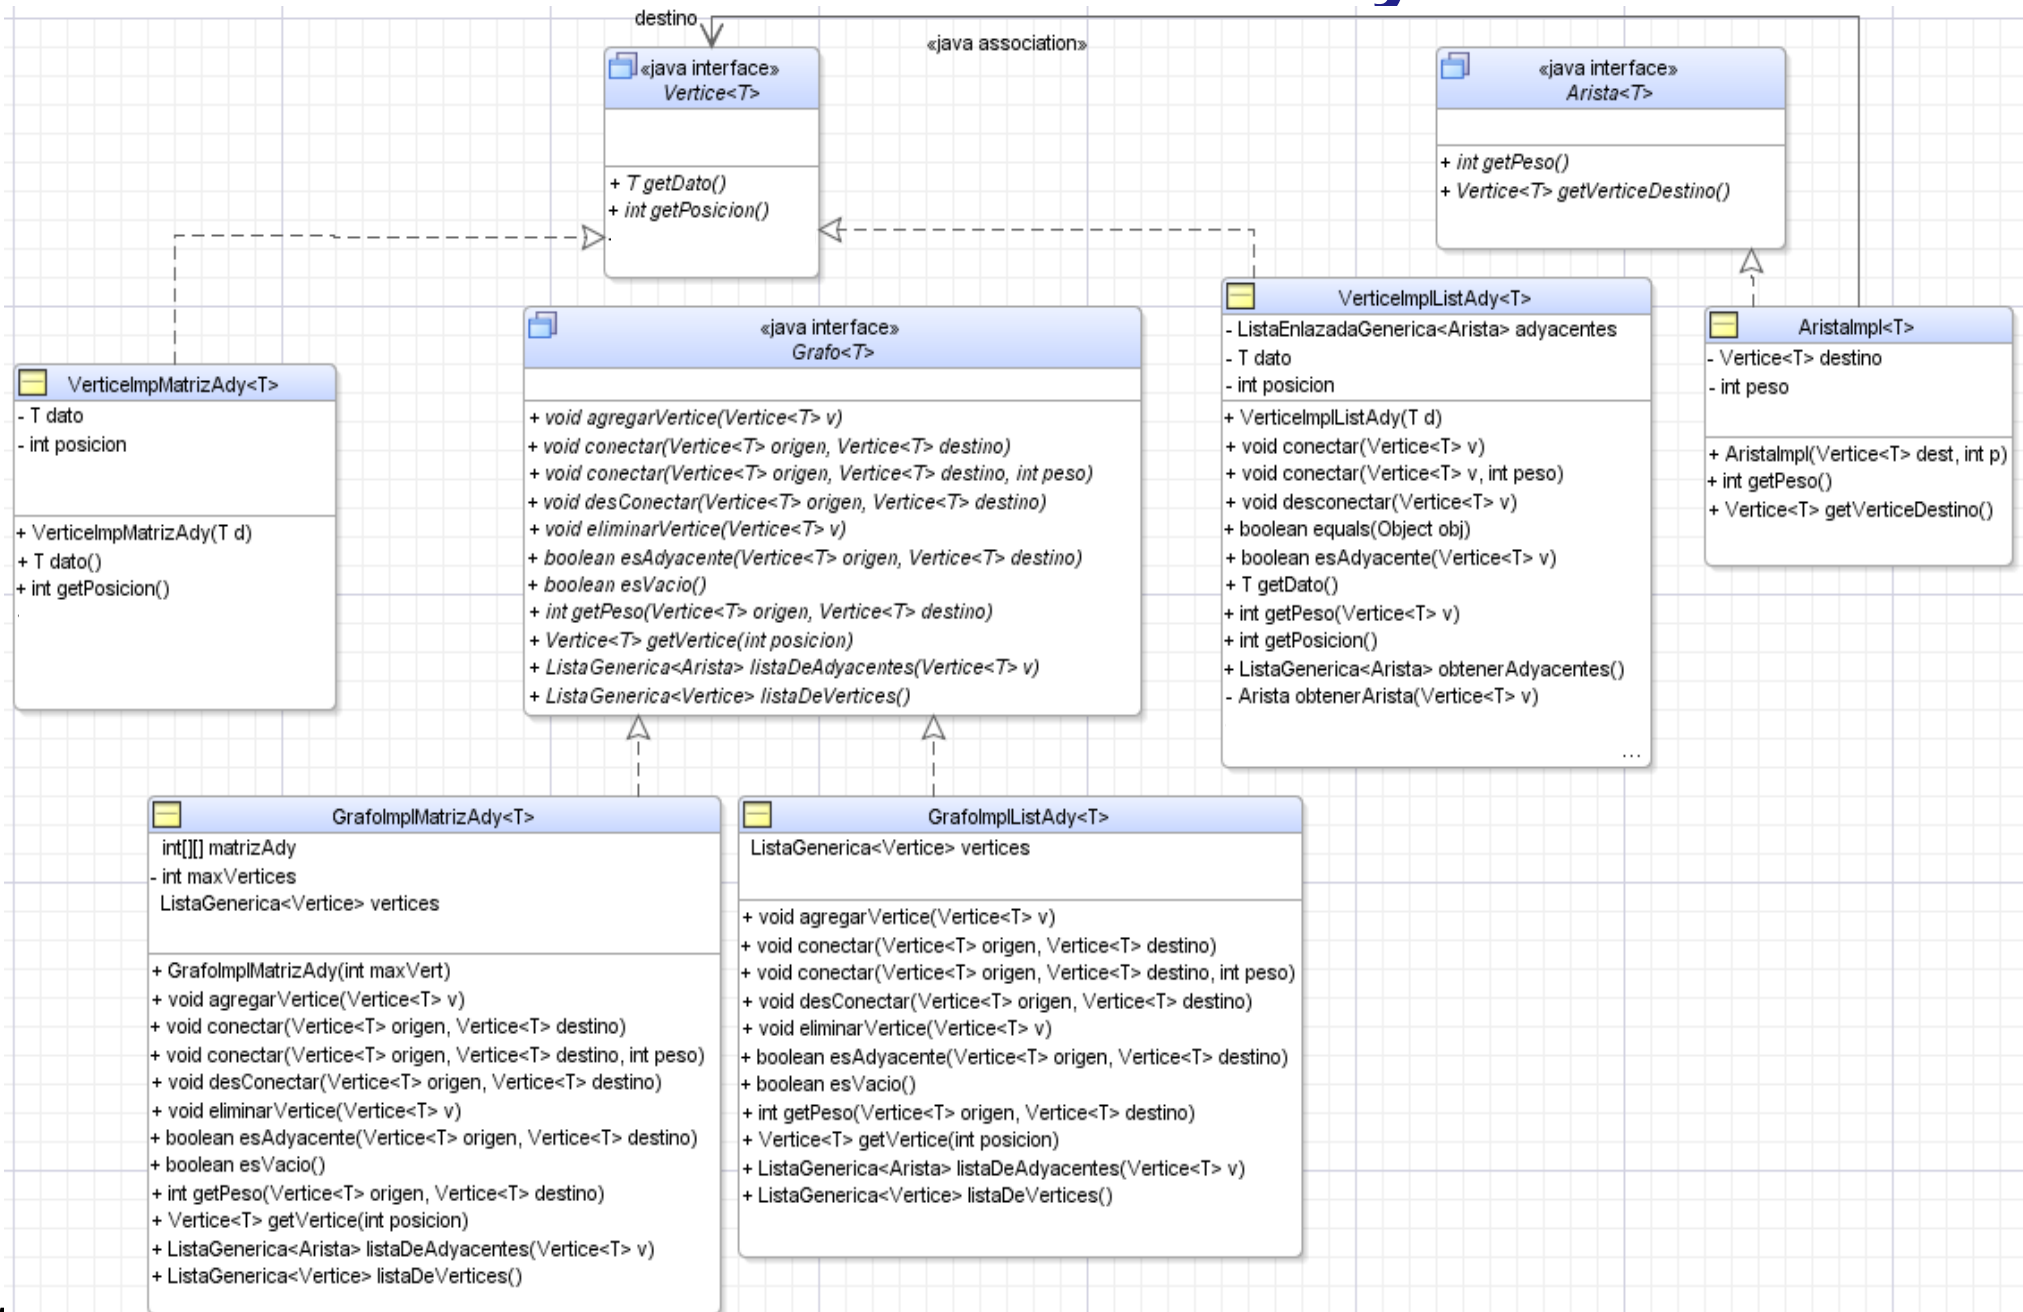 destino
«java association»
«java interface»
Vertice<T>
+ T getDato()
+ int getPosicion()
«java interface»
Arista<T>
+ int getPeso()
+ Vertice<T> getVerticeDestino()
VerticeImpMatrizAdy<T>
- T dato
- int posicion
+ VerticeImpMatrizAdy(T d)
+ T dato()
+ int getPosicion()
«java interface»
Grafo<T>
+ void agregarVertice(Vertice<T> v)
+ void conectar(Vertice<T> origen, Vertice<T> destino)
+ void conectar(Vertice<T> origen, Vertice<T> destino, int peso)
+ void desConectar(Vertice<T> origen, Vertice<T> destino)
+ void eliminarVertice(Vertice<T> v)
+ boolean esAdyacente(Vertice<T> origen, Vertice<T> destino)
+ boolean esVacio()
+ int getPeso(Vertice<T> origen, Vertice<T> destino)
+ Vertice<T> getVertice(int posicion)
+ ListaGenerica<Arista> listaDeAdyacentes(Vertice<T> v)
+ ListaGenerica<Vertice> listaDeVertices()
VerticeImplListAdy<T>
- ListaEnlazadaGenerica<Arista> adyacentes
- T dato
- int posicion
+ VerticeImplListAdy(T d)
+ void conectar(Vertice<T> v)
+ void conectar(Vertice<T> v, int peso)
+ void desconectar(Vertice<T> v)
+ boolean equals(Object obj)
+ boolean esAdyacente(Vertice<T> v)
+ T getDato()
+ int getPeso(Vertice<T> v)
+ int getPosicion()
+ ListaGenerica<Arista> obtenerAdyacentes()
- Arista obtenerArista(Vertice<T> v)
...
AristaImpl<T>
- Vertice<T> destino
- int peso
+ AristaImpl(Vertice<T> dest, int p)
+ int getPeso()
+ Vertice<T> getVerticeDestino()
GrafoImplMatrizAdy<T>
int[][] matrizAdy
- int maxVertices
ListaGenerica<Vertice> vertices
+ GrafoImplMatrizAdy(int maxVert)
+ void agregarVertice(Vertice<T> v)
+ void conectar(Vertice<T> origen, Vertice<T> destino)
+ void conectar(Vertice<T> origen, Vertice<T> destino, int peso)
+ void desConectar(Vertice<T> origen, Vertice<T> destino)
+ void eliminarVertice(Vertice<T> v)
+ boolean esAdyacente(Vertice<T> origen, Vertice<T> destino)
+ boolean esVacio()
+ int getPeso(Vertice<T> origen, Vertice<T> destino)
+ Vertice<T> getVertice(int posicion)
+ ListaGenerica<Arista> listaDeAdyacentes(Vertice<T> v)
+ ListaGenerica<Vertice> listaDeVertices()
GrafoImplListAdy<T>
ListaGenerica<Vertice> vertices
+ void agregarVertice(Vertice<T> v)
+ void conectar(Vertice<T> origen, Vertice<T> destino)
+ void conectar(Vertice<T> origen, Vertice<T> destino, int peso)
+ void desConectar(Vertice<T> origen, Vertice<T> destino)
+ void eliminarVertice(Vertice<T> v)
+ boolean esAdyacente(Vertice<T> origen, Vertice<T> destino)
+ boolean esVacio()
+ int getPeso(Vertice<T> origen, Vertice<T> destino)
+ Vertice<T> getVertice(int posicion)
+ ListaGenerica<Arista> listaDeAdyacentes(Vertice<T> v)
+ ListaGenerica<Vertice> listaDeVertices()